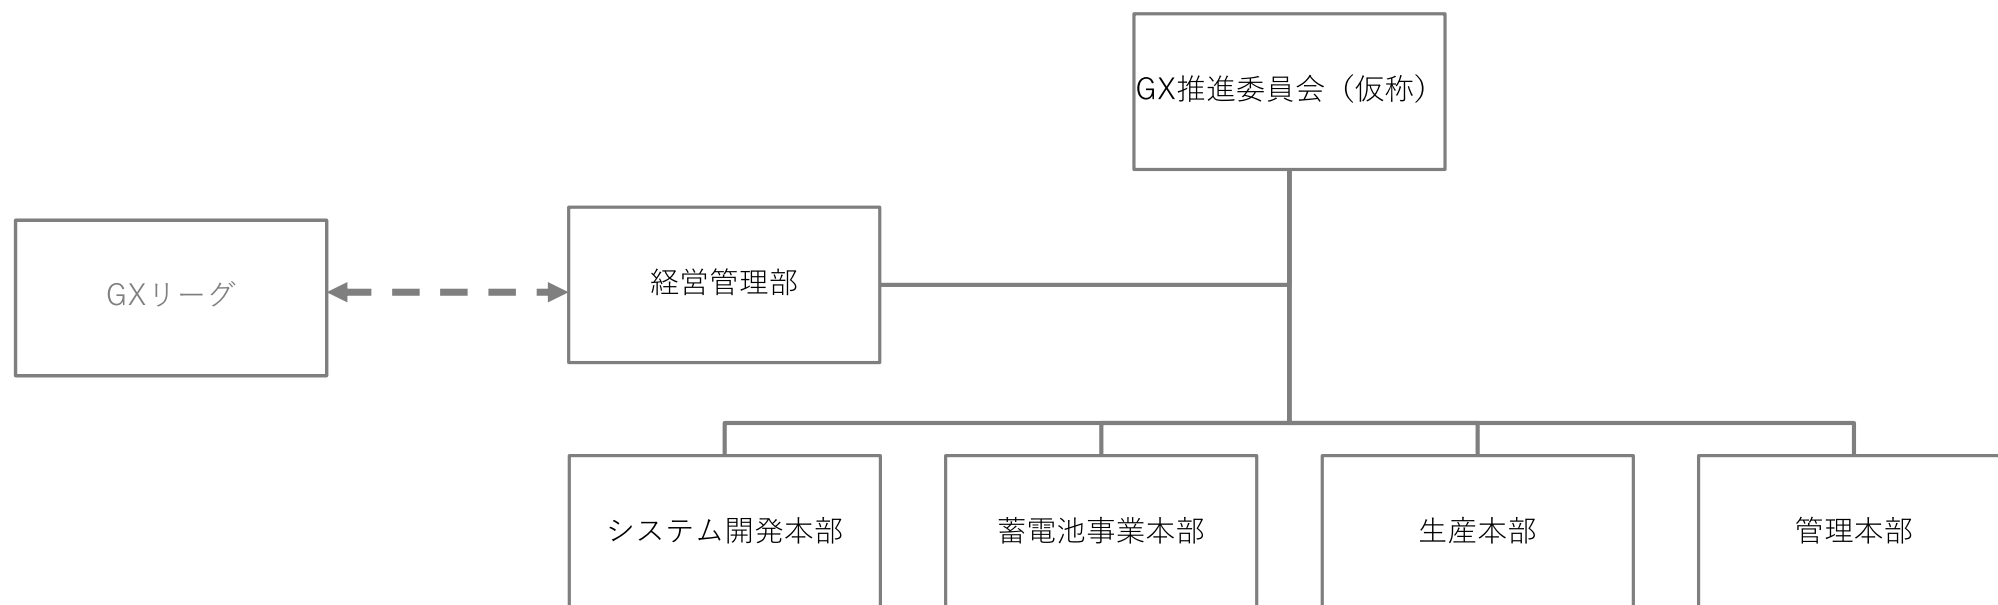 GX推進委員会（仮称）
GXリーグ
経営管理部
システム開発本部
蓄電池事業本部
生産本部
管理本部